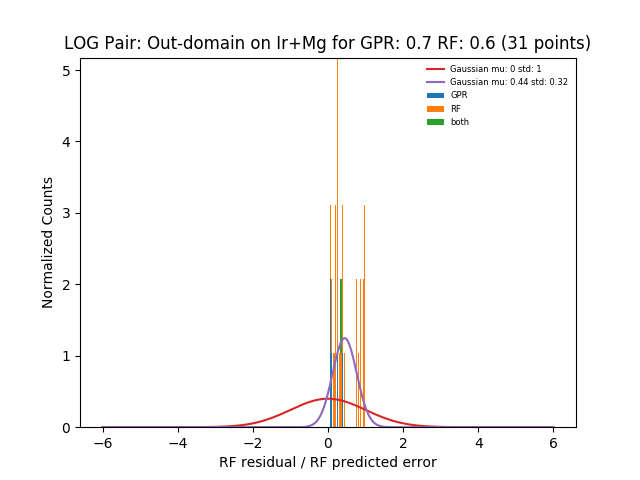 LOG Pair: Out-domain on Ir+Mg for GPR: 0.7 RF: 0.6 (31 points)
Gaussian mu: 0 std: 1
Gaussian mu: 0.44 std: 0.32
GPR
RF
both
Normalized Counts
5
4
3
2
1
0
−6
−4
−2
0
2
4
6
RF residual / RF predicted error